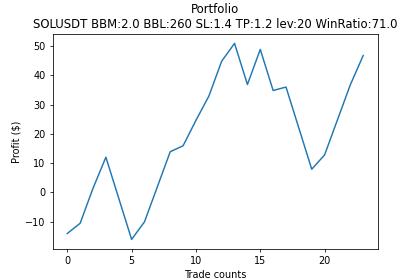 Portfolio
SOLUSDT BBM:2.0 BBL:260 SL:1.4 TP:1.2 lev:20 WinRatio:71.0
50
40
30
20
10
0
−10
Profit ($)
0 5 10 15 20
Trade counts